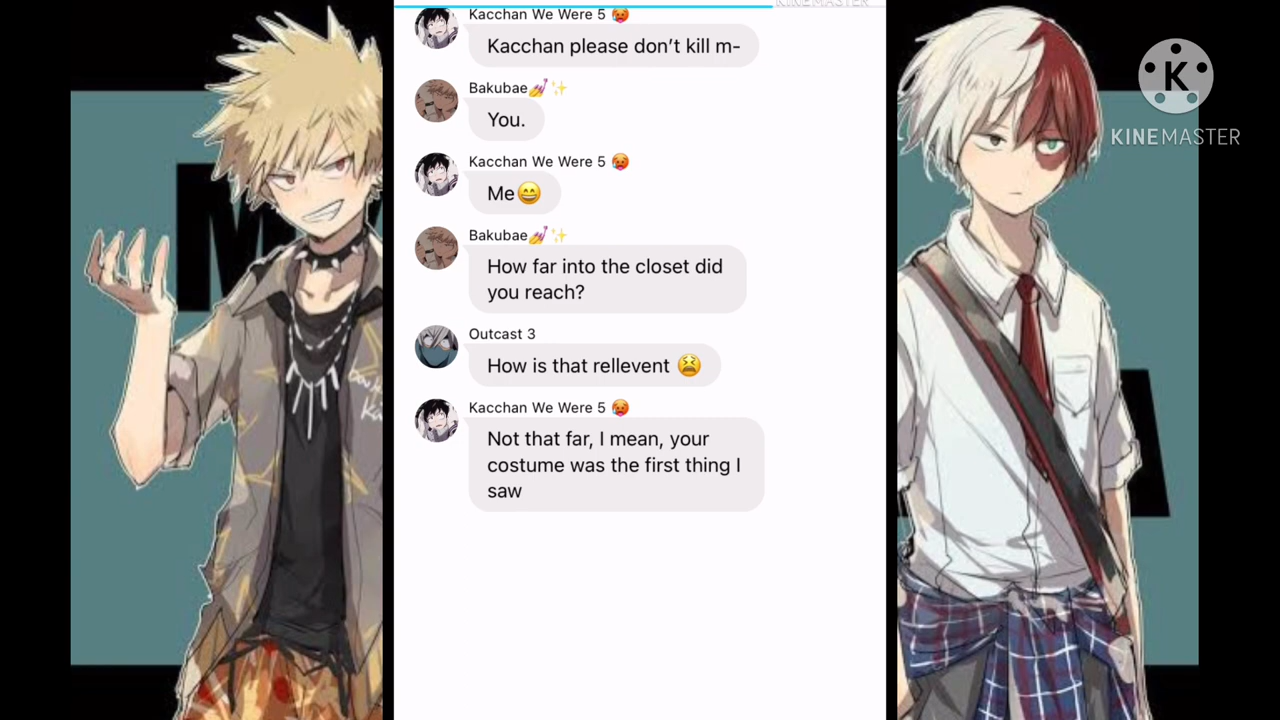 KINEMASTER
Kacchan We Were 5 🥵
Kacchan please don't kill m-
Bakubae💅✨
You.
Kacchan We Were 5 🥵
Me😄
Bakubae💅✨
How far into the closet did
you reach?
Outcast 3
How is that rellevent 😫
Kacchan We Were 5 🥵
Not that far, I mean, your
costume was the first thing I
saw
K
KINEMASTER